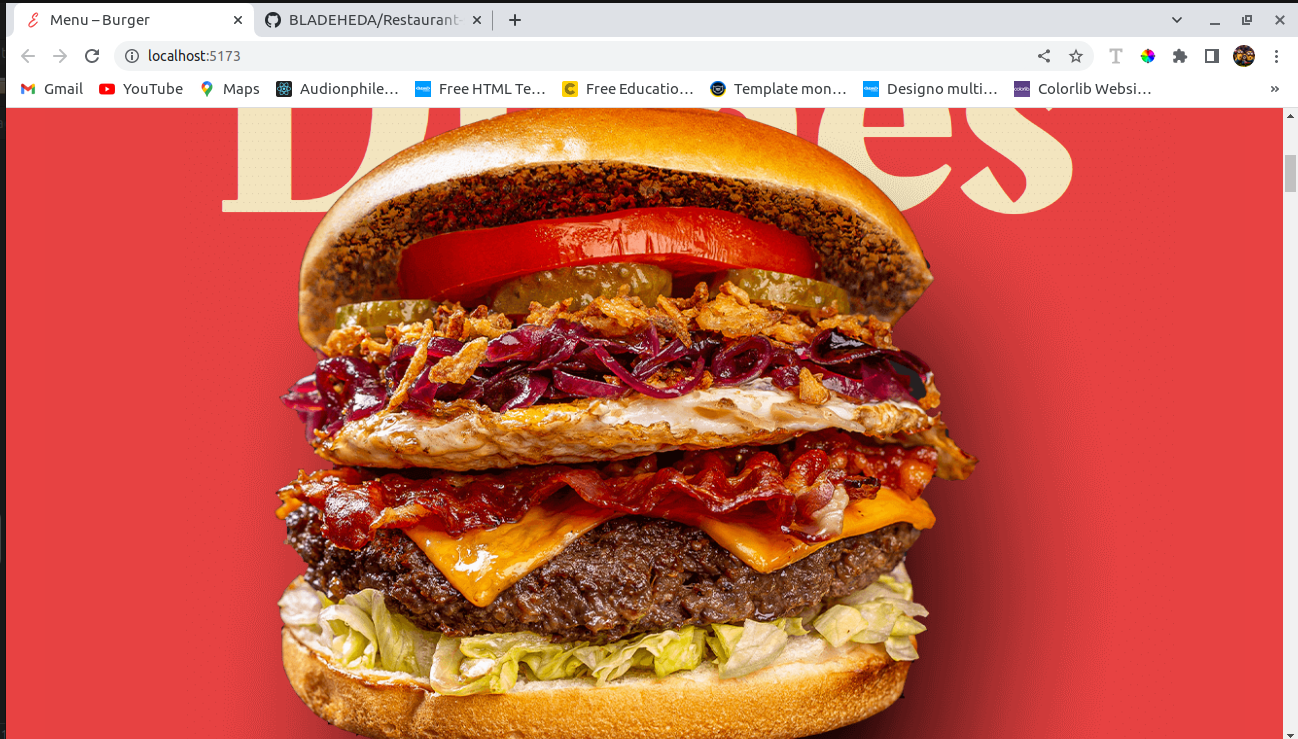 Menu – Burger
BLADEHEDA/Restaurant-
localhost:5173
Gmail
YouTube
Maps
Audionphile...
Free HTML Te...
Free Educatio...
Template mon...
Designo multi...
Colorlib Websi...
»